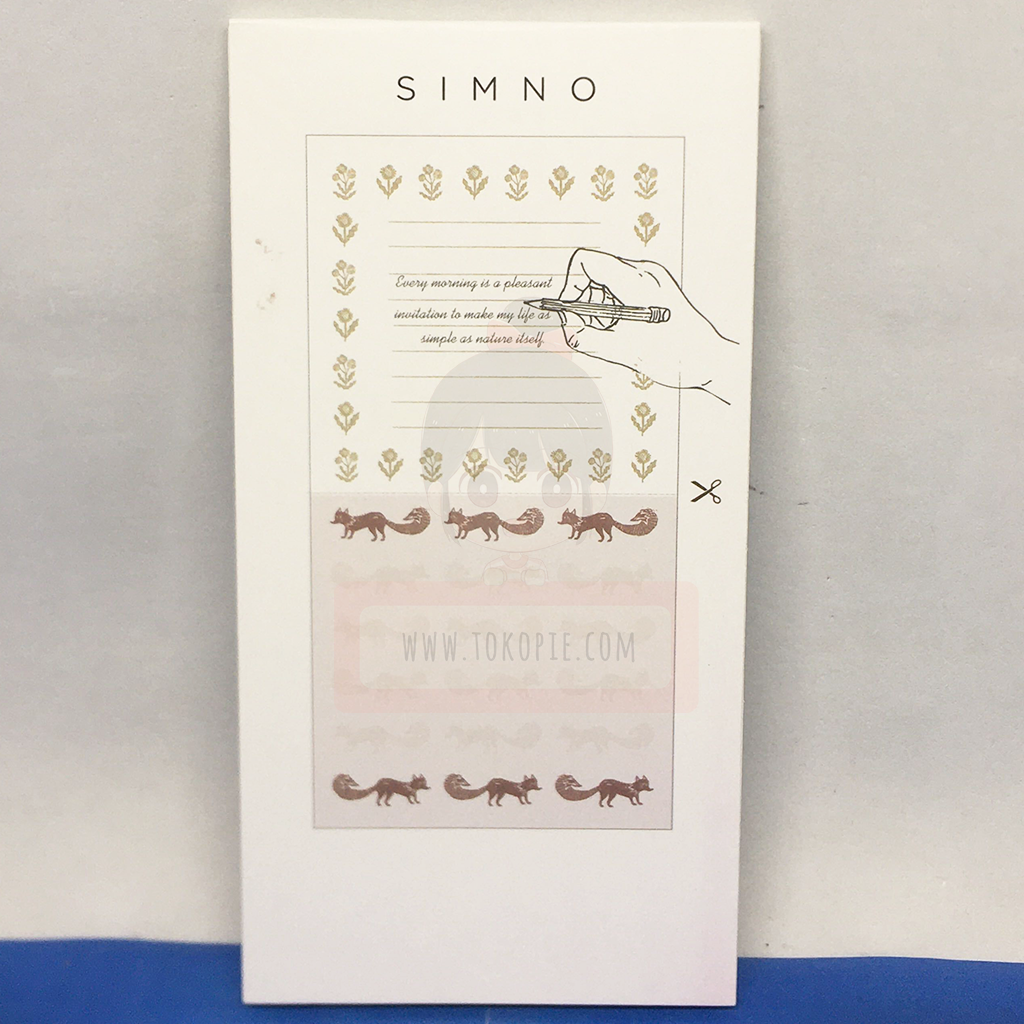 SIMNO
Every morning is a pleasant
invitation to make my life as
simple as nature itself.
WWW.TOKOPIE.COM